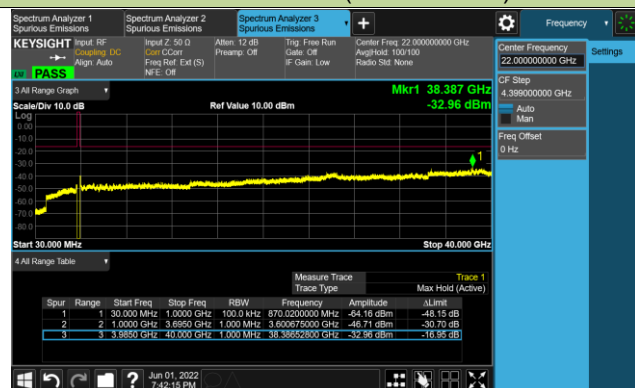 Spectrum Analyzer 1
Spurious Emissions
Spectrum Analyzer 2
Spurious Emissions
Spectrum Analyzer 3
Spurious Emissions
Frequency
KEYSIGHT
Input: RF
Coupling: DC
Align: Auto
Input Z: 50 Ω
Corr CCorr
Freq Ref: Ext (S)
NFE: Off
Atten: 12 dB
Preamp: Off
Trig: Free Run
Gate: Off
IF Gain: Low
Center Freq: 22.000000000 GHz
Avg|Hold: 100/100
Radio Std: None
PASS
Center Frequency
22.000000000 GHz
Settings
CF Step
4.399000000 GHz
Auto
Man
Freq Offset
0 Hz
3 All Range Graph
Mkr1 38.387 GHz
Scale/Div 10.0 dB
Ref Value 10.00 dBm
-32.96 dBm
Log
0.00
-10.0
-20.0
-30.0
-40.0
-50.0
-60.0
-70.0
-80.0
1
Start 30.000 MHz
Stop 40.000 GHz
4 All Range Table
Measure Trace Trace 1
Trace Type Max Hold (Active)
Spur Range Start Freq Stop Freq RBW Frequency Amplitude ΔLimit
1 1 30.000 MHz 1.0000 GHz 100.0 kHz 870.0200000 MHz -64.16 dBm -48.15 dB
2 2 1.0000 GHz 3.6950 GHz 1.000 MHz 3.600675000 GHz -46.71 dBm -30.70 dB
3 3 3.9850 GHz 40.000 GHz 1.000 MHz 38.38652800 GHz -32.96 dBm -16.95 dB
Jun 01, 2022
7:42:15 PM